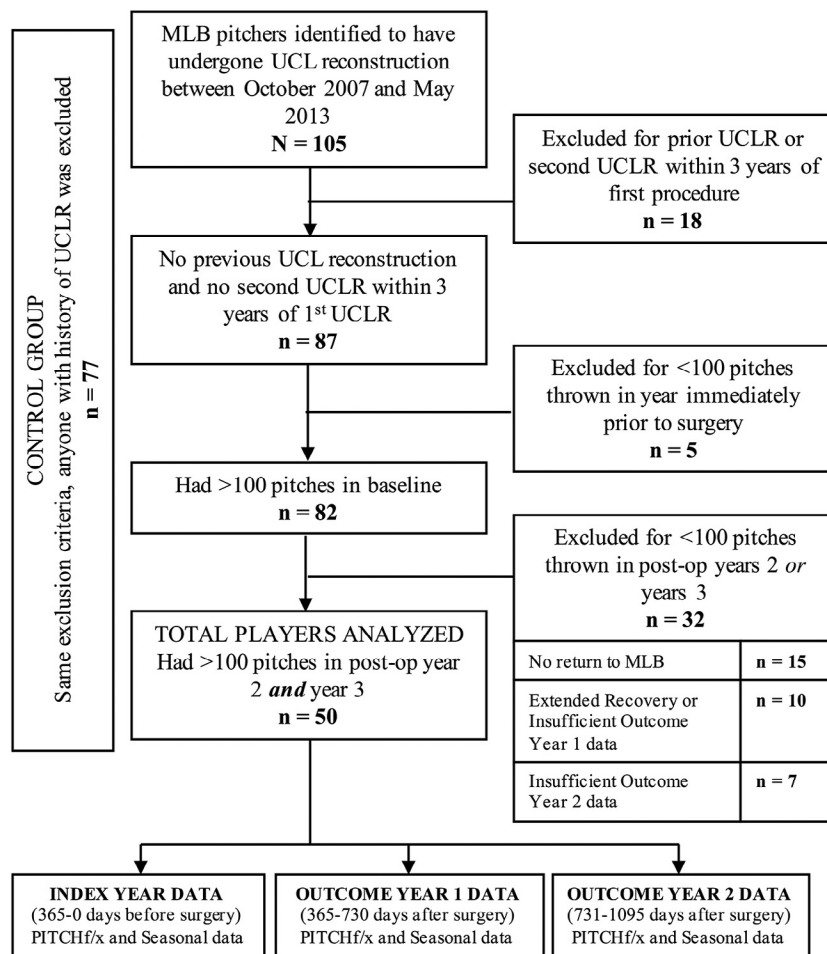 MLB pitchers identified to have
undergone UCL reconstruction
between October 2007 and May
2013
N = 105
Excluded for prior UCLR or
second UCLR within 3 years of
first procedure
n = 18
CONTROL GROUP
Same exclusion criteria, anyone with history of UCLR was excluded
n = 77
No previous UCL reconstruction
and no second UCLR within 3
years of 1st UCLR
n = 87
Excluded for <100 pitches
thrown in year immediately
prior to surgery
n = 5
Had >100 pitches in baseline
n = 82
Excluded for <100 pitches
thrown in post-op years 2 or
years 3
n = 32
No return to MLB n = 15
Extended Recovery or n = 10
Insufficient Outcome
Year 1 data
Insufficient Outcome n = 7
Year 2 data
TOTAL PLAYERS ANALYZED
Had >100 pitches in post-op year
2 and year 3
n = 50
INDEX YEAR DATA
(365-0 days before surgery)
PITCHf/x and Seasonal data
OUTCOME YEAR 1 DATA
(365-730 days after surgery)
PITCHf/x and Seasonal data
OUTCOME YEAR 2 DATA
(731-1095 days after surgery)
PITCHf/x and Seasonal data